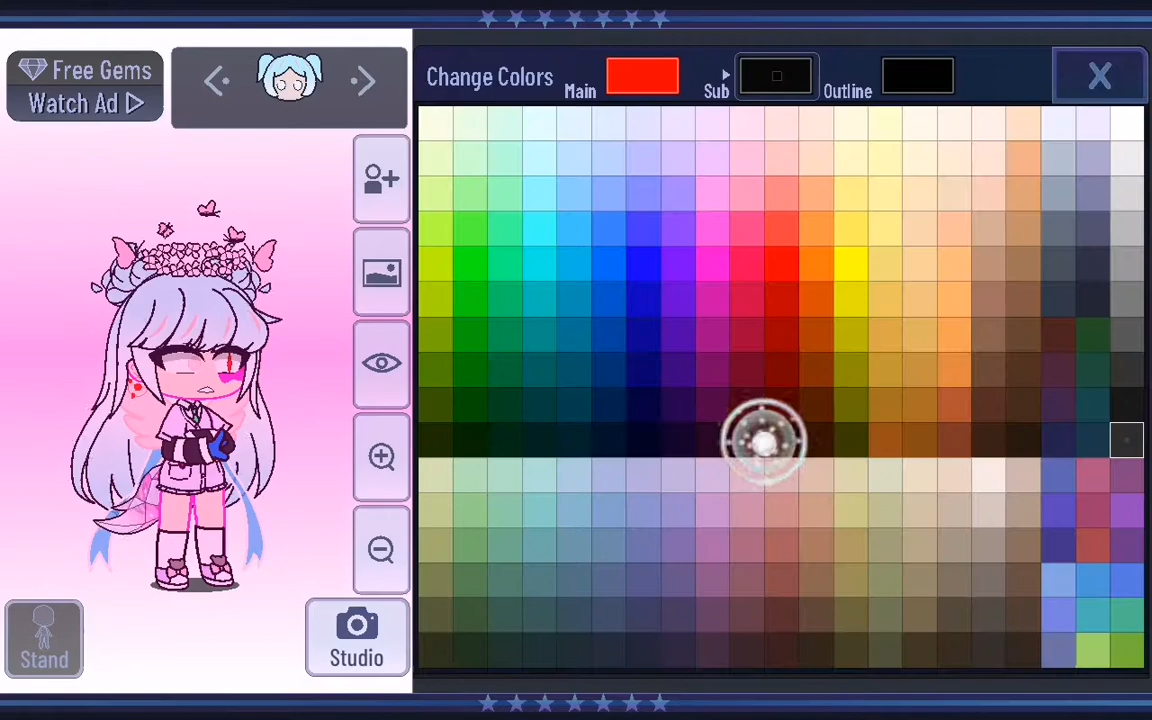 Free Gems
Watch Ad
Change Colors
Main
Sub
Outline
X
Stand
Studio